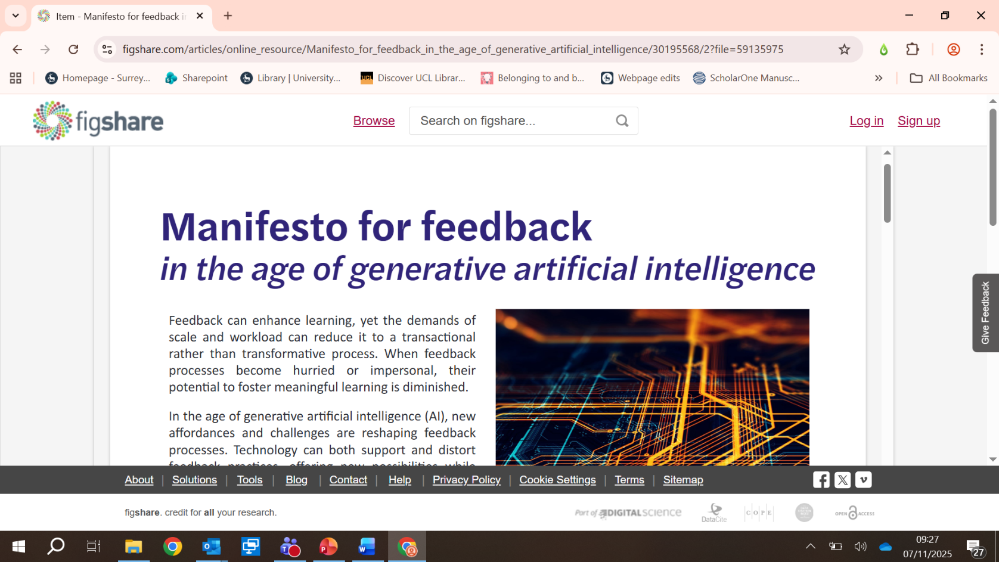 Item - Manifesto for feedback i
figshare.com/articles/online_resource/Manifesto_for_feedback_in_the_age_of_generative_artificial_intelligence/30195568/2?file=59135975
Homepage - Surrey... Sharepoint Library | University... UCL Discover UCL Librar... Belonging to and b... Webpage edits ScholarOne Manusc... » All Bookmarks
figshare Browse Search on figshare... Log in Sign up
Manifesto for feedback
in the age of generative artificial intelligence
Feedback can enhance learning, yet the demands of
scale and workload can reduce it to a transactional
rather than transformative process. When feedback
processes become hurried or impersonal, their
potential to foster meaningful learning is diminished.
In the age of generative artificial intelligence (AI), new
affordances and challenges are reshaping feedback
processes. Technology can both support and distort
feedback practices, offering new possibilities while
Give Feedback
About | Solutions | Tools | Blog | Contact | Help | Privacy Policy | Cookie Settings | Terms | Sitemap
figshare. credit for all your research.
Part of DIGITAL SCIENCE DataCite C O P E OPEN ACCESS
09:27
07/11/2025
27